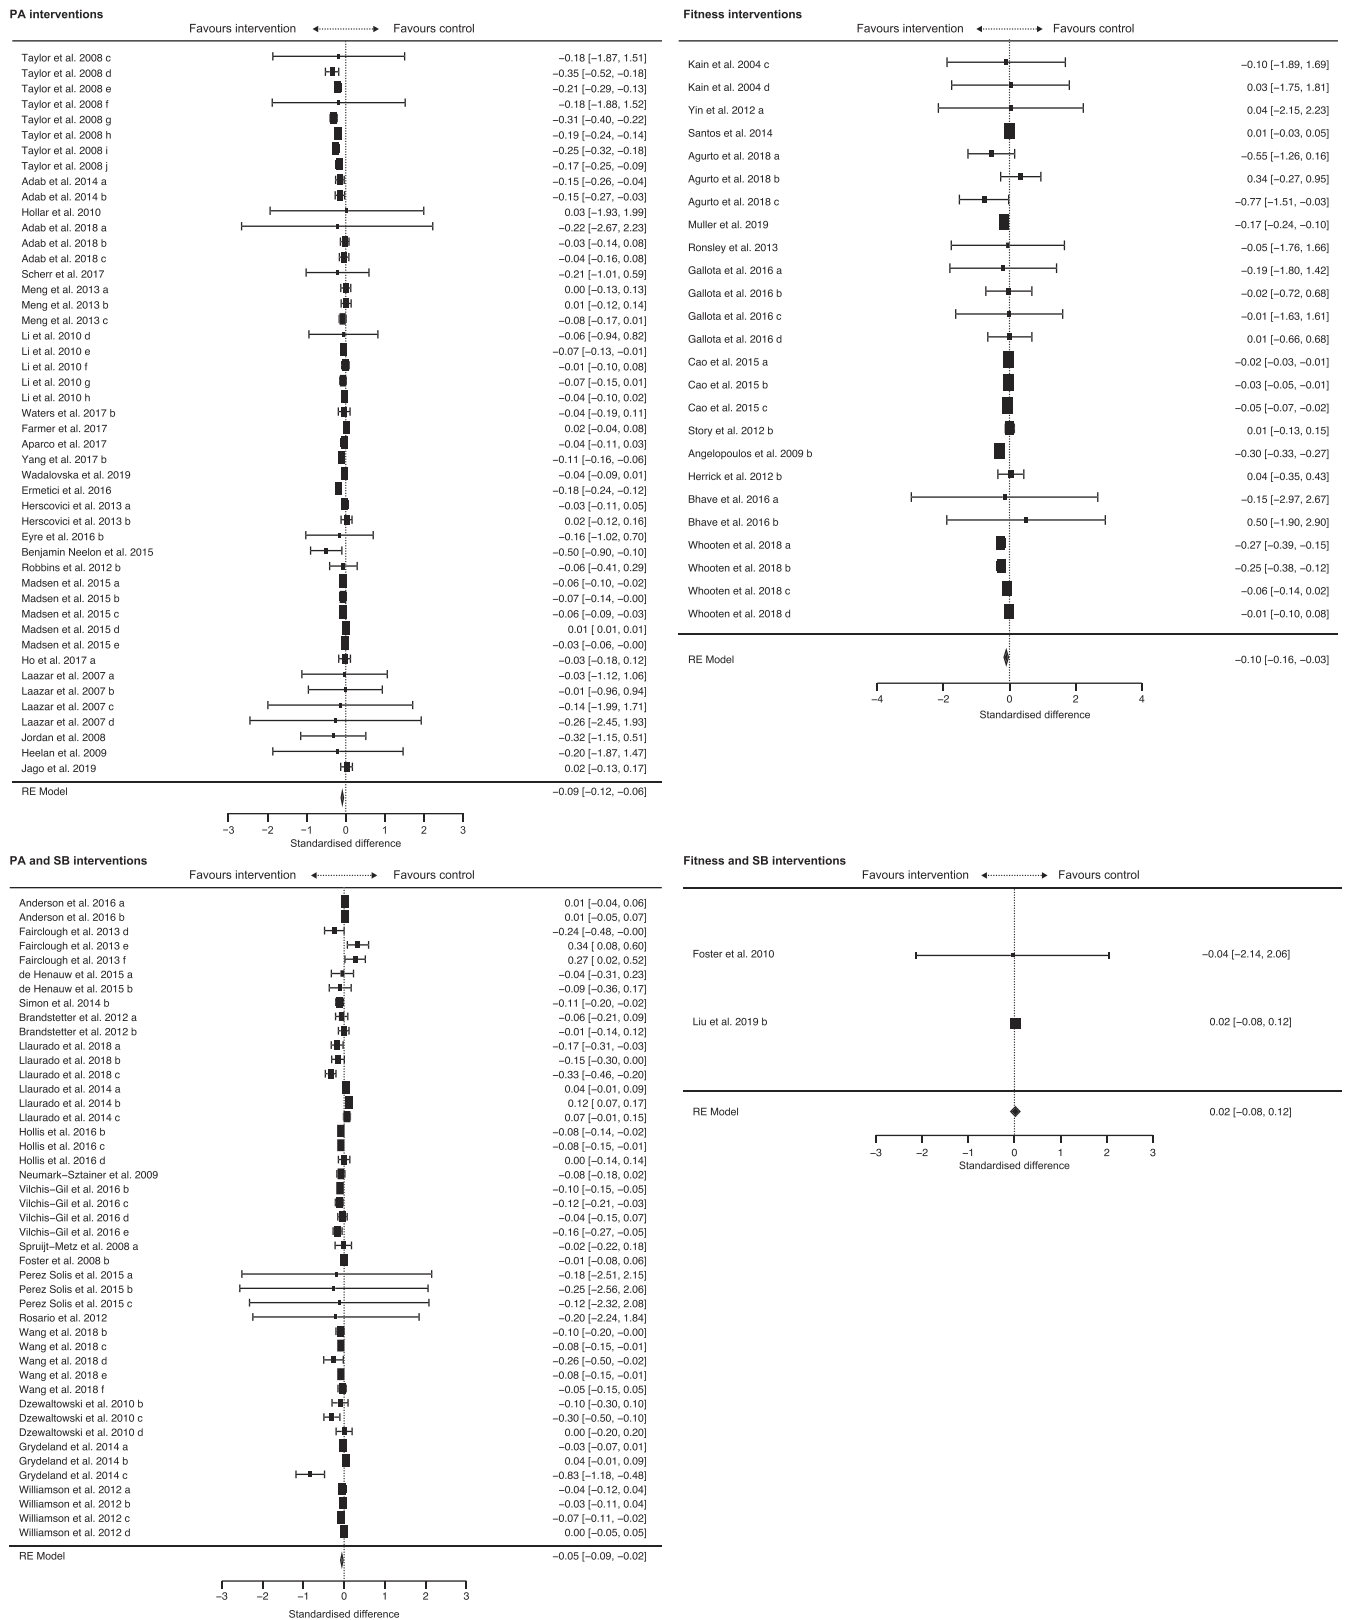 PA interventions
Favours intervention Favours control
Taylor et al. 2008 c −0.18 [−1.87, 1.51]
Taylor et al. 2008 d −0.35 [−0.52, −0.18]
Taylor et al. 2008 e −0.21 [−0.29, −0.13]
Taylor et al. 2008 f −0.18 [−1.88, 1.52]
Taylor et al. 2008 g −0.31 [−0.40, −0.22]
Taylor et al. 2008 h −0.19 [−0.24, −0.14]
Taylor et al. 2008 i −0.25 [−0.32, −0.18]
Taylor et al. 2008 j −0.17 [−0.25, −0.09]
Adab et al. 2014 a −0.15 [−0.26, −0.04]
Adab et al. 2014 b −0.15 [−0.27, −0.03]
Hollar et al. 2010 0.03 [−1.93, 1.99]
Adab et al. 2018 a −0.22 [−2.67, 2.23]
Adab et al. 2018 b −0.03 [−0.14, 0.08]
Adab et al. 2018 c −0.04 [−0.16, 0.08]
Scherr et al. 2017 −0.21 [−1.01, 0.59]
Meng et al. 2013 a 0.00 [−0.13, 0.13]
Meng et al. 2013 b 0.01 [−0.12, 0.14]
Meng et al. 2013 c −0.08 [−0.17, 0.01]
Li et al. 2010 d −0.06 [−0.94, 0.82]
Li et al. 2010 e −0.07 [−0.13, −0.01]
Li et al. 2010 f −0.01 [−0.10, 0.08]
Li et al. 2010 g −0.07 [−0.15, 0.01]
Li et al. 2010 h −0.04 [−0.10, 0.02]
Waters et al. 2017 b −0.04 [−0.19, 0.11]
Farmer et al. 2017 0.02 [−0.04, 0.08]
Aparco et al. 2017 −0.04 [−0.11, 0.03]
Yang et al. 2017 b −0.11 [−0.16, −0.06]
Wadalovska et al. 2019 −0.04 [−0.09, 0.01]
Ermetici et al. 2016 −0.18 [−0.24, −0.12]
Herscovici et al. 2013 a −0.03 [−0.11, 0.05]
Herscovici et al. 2013 b 0.02 [−0.12, 0.16]
Eyre et al. 2016 b −0.16 [−1.02, 0.70]
Benjamin Neelon et al. 2015 −0.50 [−0.90, −0.10]
Robbins et al. 2012 b −0.06 [−0.41, 0.29]
Madsen et al. 2015 a −0.06 [−0.10, −0.02]
Madsen et al. 2015 b −0.07 [−0.14, −0.00]
Madsen et al. 2015 c −0.06 [−0.09, −0.03]
Madsen et al. 2015 d 0.01 [ 0.01, 0.01]
Madsen et al. 2015 e −0.03 [−0.06, −0.00]
Ho et al. 2017 a −0.03 [−0.18, 0.12]
Laazar et al. 2007 a −0.03 [−1.12, 1.06]
Laazar et al. 2007 b −0.01 [−0.96, 0.94]
Laazar et al. 2007 c −0.14 [−1.99, 1.71]
Laazar et al. 2007 d −0.26 [−2.45, 1.93]
Jordan et al. 2008 −0.32 [−1.15, 0.51]
Heelan et al. 2009 −0.20 [−1.87, 1.47]
Jago et al. 2019 0.02 [−0.13, 0.17]
RE Model −0.09 [−0.12, −0.06]
−3 −2 −1 0 1 2 3
Standardised difference
Fitness interventions
Favours intervention Favours control
Kain et al. 2004 c −0.10 [−1.89, 1.69]
Kain et al. 2004 d 0.03 [−1.75, 1.81]
Yin et al. 2012 a 0.04 [−2.15, 2.23]
Santos et al. 2014 0.01 [−0.03, 0.05]
Agurto et al. 2018 a −0.55 [−1.26, 0.16]
Agurto et al. 2018 b 0.34 [−0.27, 0.95]
Agurto et al. 2018 c −0.77 [−1.51, −0.03]
Muller et al. 2019 −0.17 [−0.24, −0.10]
Ronsley et al. 2013 −0.05 [−1.76, 1.66]
Gallota et al. 2016 a −0.19 [−1.80, 1.42]
Gallota et al. 2016 b −0.02 [−0.72, 0.68]
Gallota et al. 2016 c −0.01 [−1.63, 1.61]
Gallota et al. 2016 d 0.01 [−0.66, 0.68]
Cao et al. 2015 a −0.02 [−0.03, −0.01]
Cao et al. 2015 b −0.03 [−0.05, −0.01]
Cao et al. 2015 c −0.05 [−0.07, −0.02]
Story et al. 2012 b 0.01 [−0.13, 0.15]
Angelopoulos et al. 2009 b −0.30 [−0.33, −0.27]
Herrick et al. 2012 b 0.04 [−0.35, 0.43]
Bhave et al. 2016 a −0.15 [−2.97, 2.67]
Bhave et al. 2016 b 0.50 [−1.90, 2.90]
Whooten et al. 2018 a −0.27 [−0.39, −0.15]
Whooten et al. 2018 b −0.25 [−0.38, −0.12]
Whooten et al. 2018 c −0.06 [−0.14, 0.02]
Whooten et al. 2018 d −0.01 [−0.10, 0.08]
RE Model −0.10 [−0.16, −0.03]
−4 −2 0 2 4
Standardised difference
PA and SB interventions
Favours intervention Favours control
Anderson et al. 2016 a 0.01 [−0.04, 0.06]
Anderson et al. 2016 b 0.01 [−0.05, 0.07]
Fairclough et al. 2013 d −0.24 [−0.48, −0.00]
Fairclough et al. 2013 e 0.34 [ 0.08, 0.60]
Fairclough et al. 2013 f 0.27 [ 0.02, 0.52]
de Henauw et al. 2015 a −0.04 [−0.31, 0.23]
de Henauw et al. 2015 b −0.09 [−0.36, 0.17]
Simon et al. 2014 b −0.11 [−0.20, −0.02]
Brandstetter et al. 2012 a −0.06 [−0.21, 0.09]
Brandstetter et al. 2012 b −0.01 [−0.14, 0.12]
Llaurado et al. 2018 a −0.17 [−0.31, −0.03]
Llaurado et al. 2018 b −0.15 [−0.30, 0.00]
Llaurado et al. 2018 c −0.33 [−0.46, −0.20]
Llaurado et al. 2014 a 0.04 [−0.01, 0.09]
Llaurado et al. 2014 b 0.12 [ 0.07, 0.17]
Llaurado et al. 2014 c 0.07 [−0.01, 0.15]
Hollis et al. 2016 b −0.08 [−0.14, −0.02]
Hollis et al. 2016 c −0.08 [−0.15, −0.01]
Hollis et al. 2016 d 0.00 [−0.14, 0.14]
Neumark−Sztainer et al. 2009 −0.08 [−0.18, 0.02]
Vilchis−Gil et al. 2016 b −0.10 [−0.15, −0.05]
Vilchis−Gil et al. 2016 c −0.12 [−0.21, −0.03]
Vilchis−Gil et al. 2016 d −0.04 [−0.15, 0.07]
Vilchis−Gil et al. 2016 e −0.16 [−0.27, −0.05]
Spruijt−Metz et al. 2008 a −0.02 [−0.22, 0.18]
Foster et al. 2008 b −0.01 [−0.08, 0.06]
Perez Solis et al. 2015 a −0.18 [−2.51, 2.15]
Perez Solis et al. 2015 b −0.25 [−2.56, 2.06]
Perez Solis et al. 2015 c −0.12 [−2.32, 2.08]
Rosario et al. 2012 −0.20 [−2.24, 1.84]
Wang et al. 2018 b −0.10 [−0.20, −0.00]
Wang et al. 2018 c −0.08 [−0.15, −0.01]
Wang et al. 2018 d −0.26 [−0.50, −0.02]
Wang et al. 2018 e −0.08 [−0.15, −0.01]
Wang et al. 2018 f −0.05 [−0.15, 0.05]
Dzewaltowski et al. 2010 b −0.10 [−0.30, 0.10]
Dzewaltowski et al. 2010 c −0.30 [−0.50, −0.10]
Dzewaltowski et al. 2010 d 0.00 [−0.20, 0.20]
Grydeland et al. 2014 a −0.03 [−0.07, 0.01]
Grydeland et al. 2014 b 0.04 [−0.01, 0.09]
Grydeland et al. 2014 c −0.83 [−1.18, −0.48]
Williamson et al. 2012 a −0.04 [−0.12, 0.04]
Williamson et al. 2012 b −0.03 [−0.11, 0.04]
Williamson et al. 2012 c −0.07 [−0.11, −0.02]
Williamson et al. 2012 d 0.00 [−0.05, 0.05]
RE Model −0.05 [−0.09, −0.02]
−3 −2 −1 0 1 2 3
Standardised difference
Fitness and SB interventions
Favours intervention Favours control
Foster et al. 2010 −0.04 [−2.14, 2.06]
Liu et al. 2019 b 0.02 [−0.08, 0.12]
RE Model 0.02 [−0.08, 0.12]
−3 −2 −1 0 1 2 3
Standardised difference